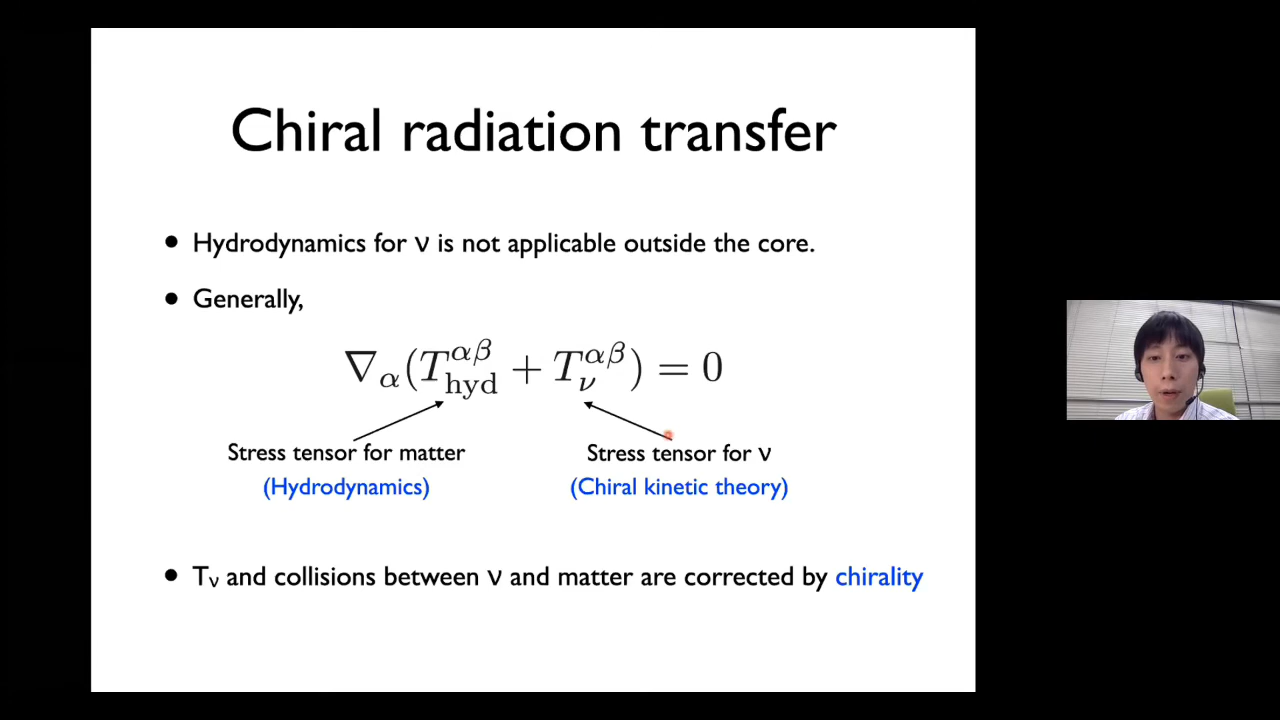 Chiral radiation transfer
• Hydrodynamics for ν is not applicable outside the core.
• Generally,
∇α(T^αβ_hyd + T^αβ_ν) = 0
Stress tensor for matter
(Hydrodynamics)
Stress tensor for ν
(Chiral kinetic theory)
• Tν and collisions between ν and matter are corrected by chirality